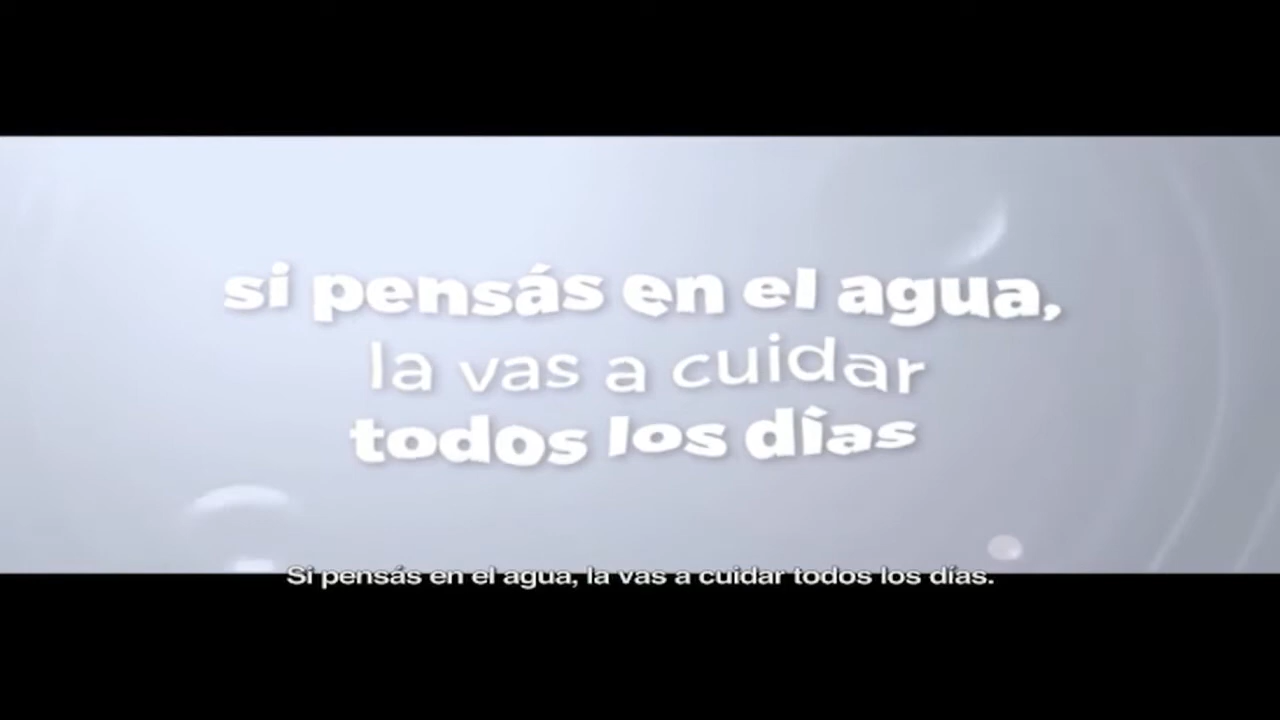 si pensás en el agua,
la vas a cuidar
todos los días
Si pensás en el agua, la vas a cuidar todos los días.